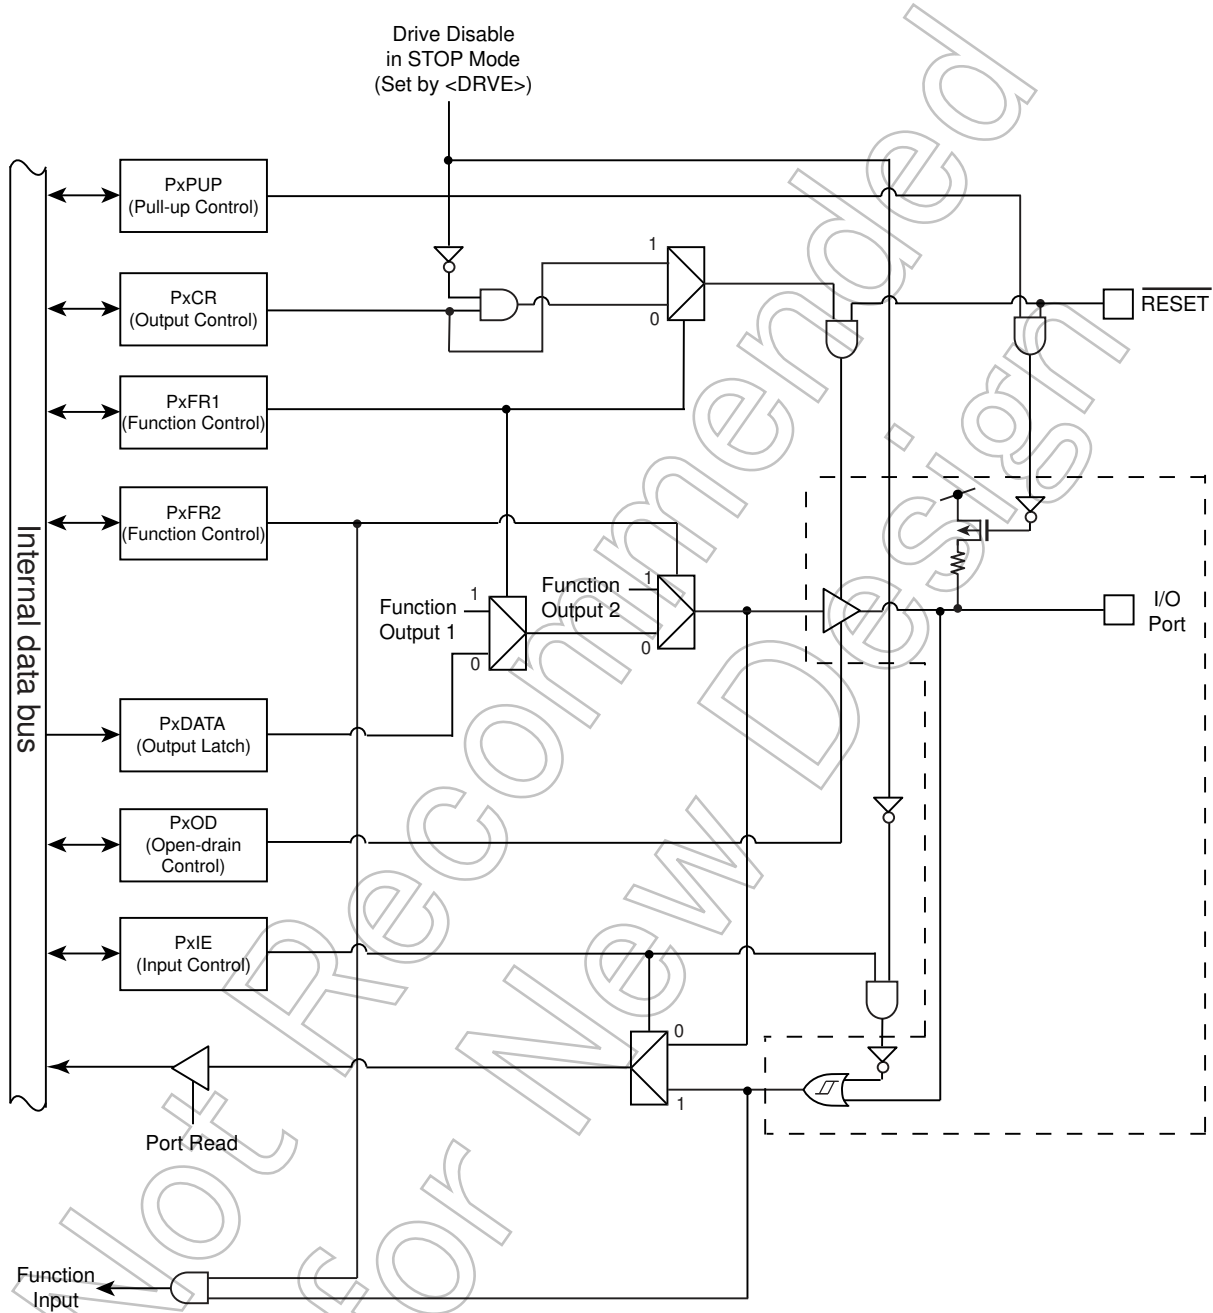 Drive Disable
in STOP Mode
(Set by <DRVE>)
PxPUP
(Pull-up Control)
1
PxCR
(Output Control)
0
RESET
PxFR1
(Function Control)
PxFR2
(Function Control)
Internal data bus
Function
Output 1
1
0
Function
Output 2
1
0
I/O
Port
PxDATA
(Output Latch)
PxOD
(Open-drain
Control)
PxIE
(Input Control)
0
1
Port Read
Function
Input
Not Recommended
for New Design